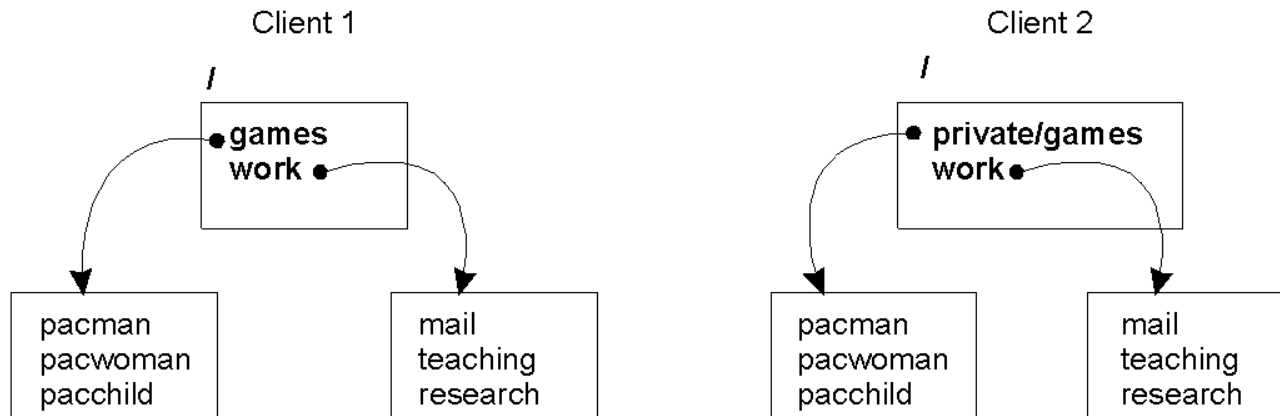 Client 1
/
games
work
pacman
pacwoman
pacchild
mail
teaching
research
Client 2
/
private/games
work
pacman
pacwoman
pacchild
mail
teaching
research